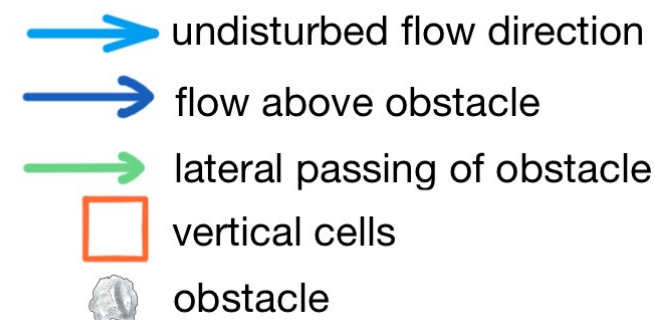 undisturbed flow direction
flow above obstacle
lateral passing of obstacle
vertical cells
obstacle